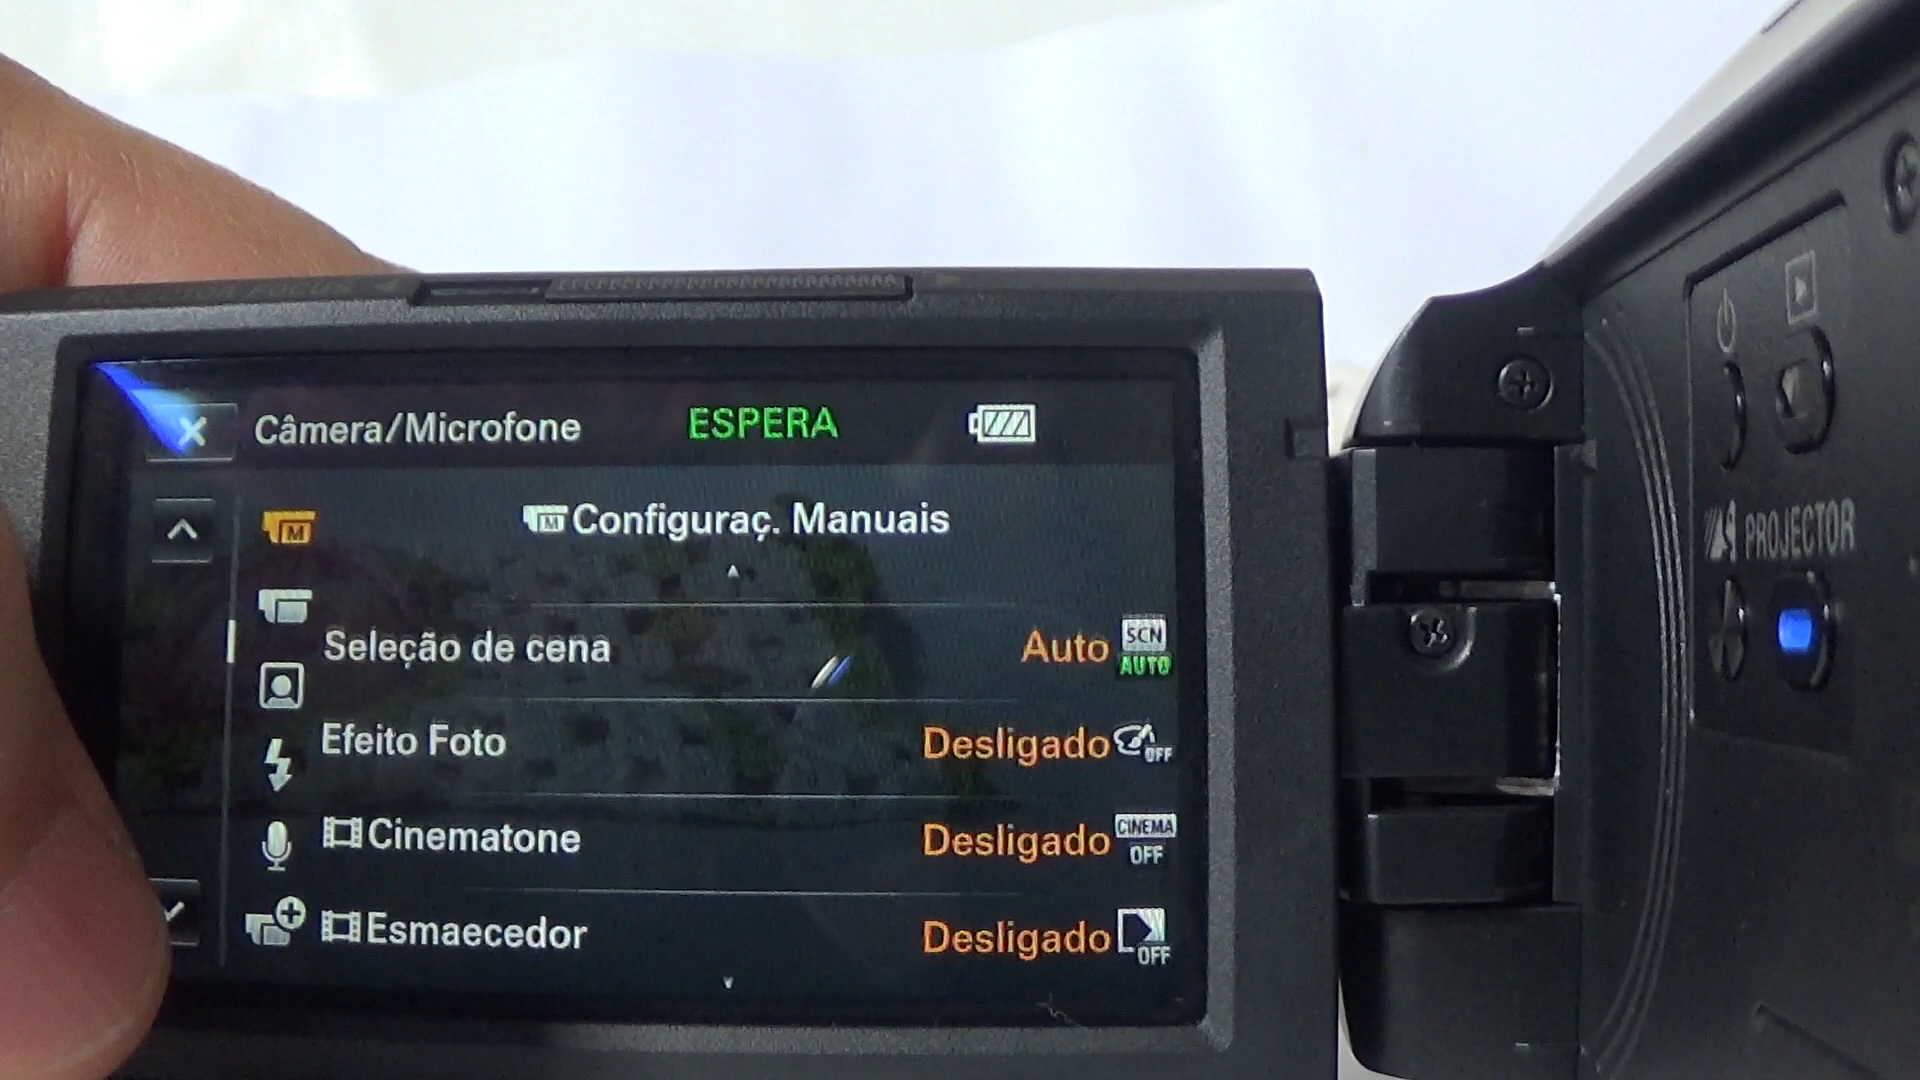 Câmera/Microfone
ESPERA
M
M Configuraç. Manuais
Seleção de cena
Auto
SCN
AUTO
Efeito Foto
Desligado
OFF
Cinematone
Desligado
CINEMA
OFF
Esmaecedor
Desligado
OFF
PROJECTOR